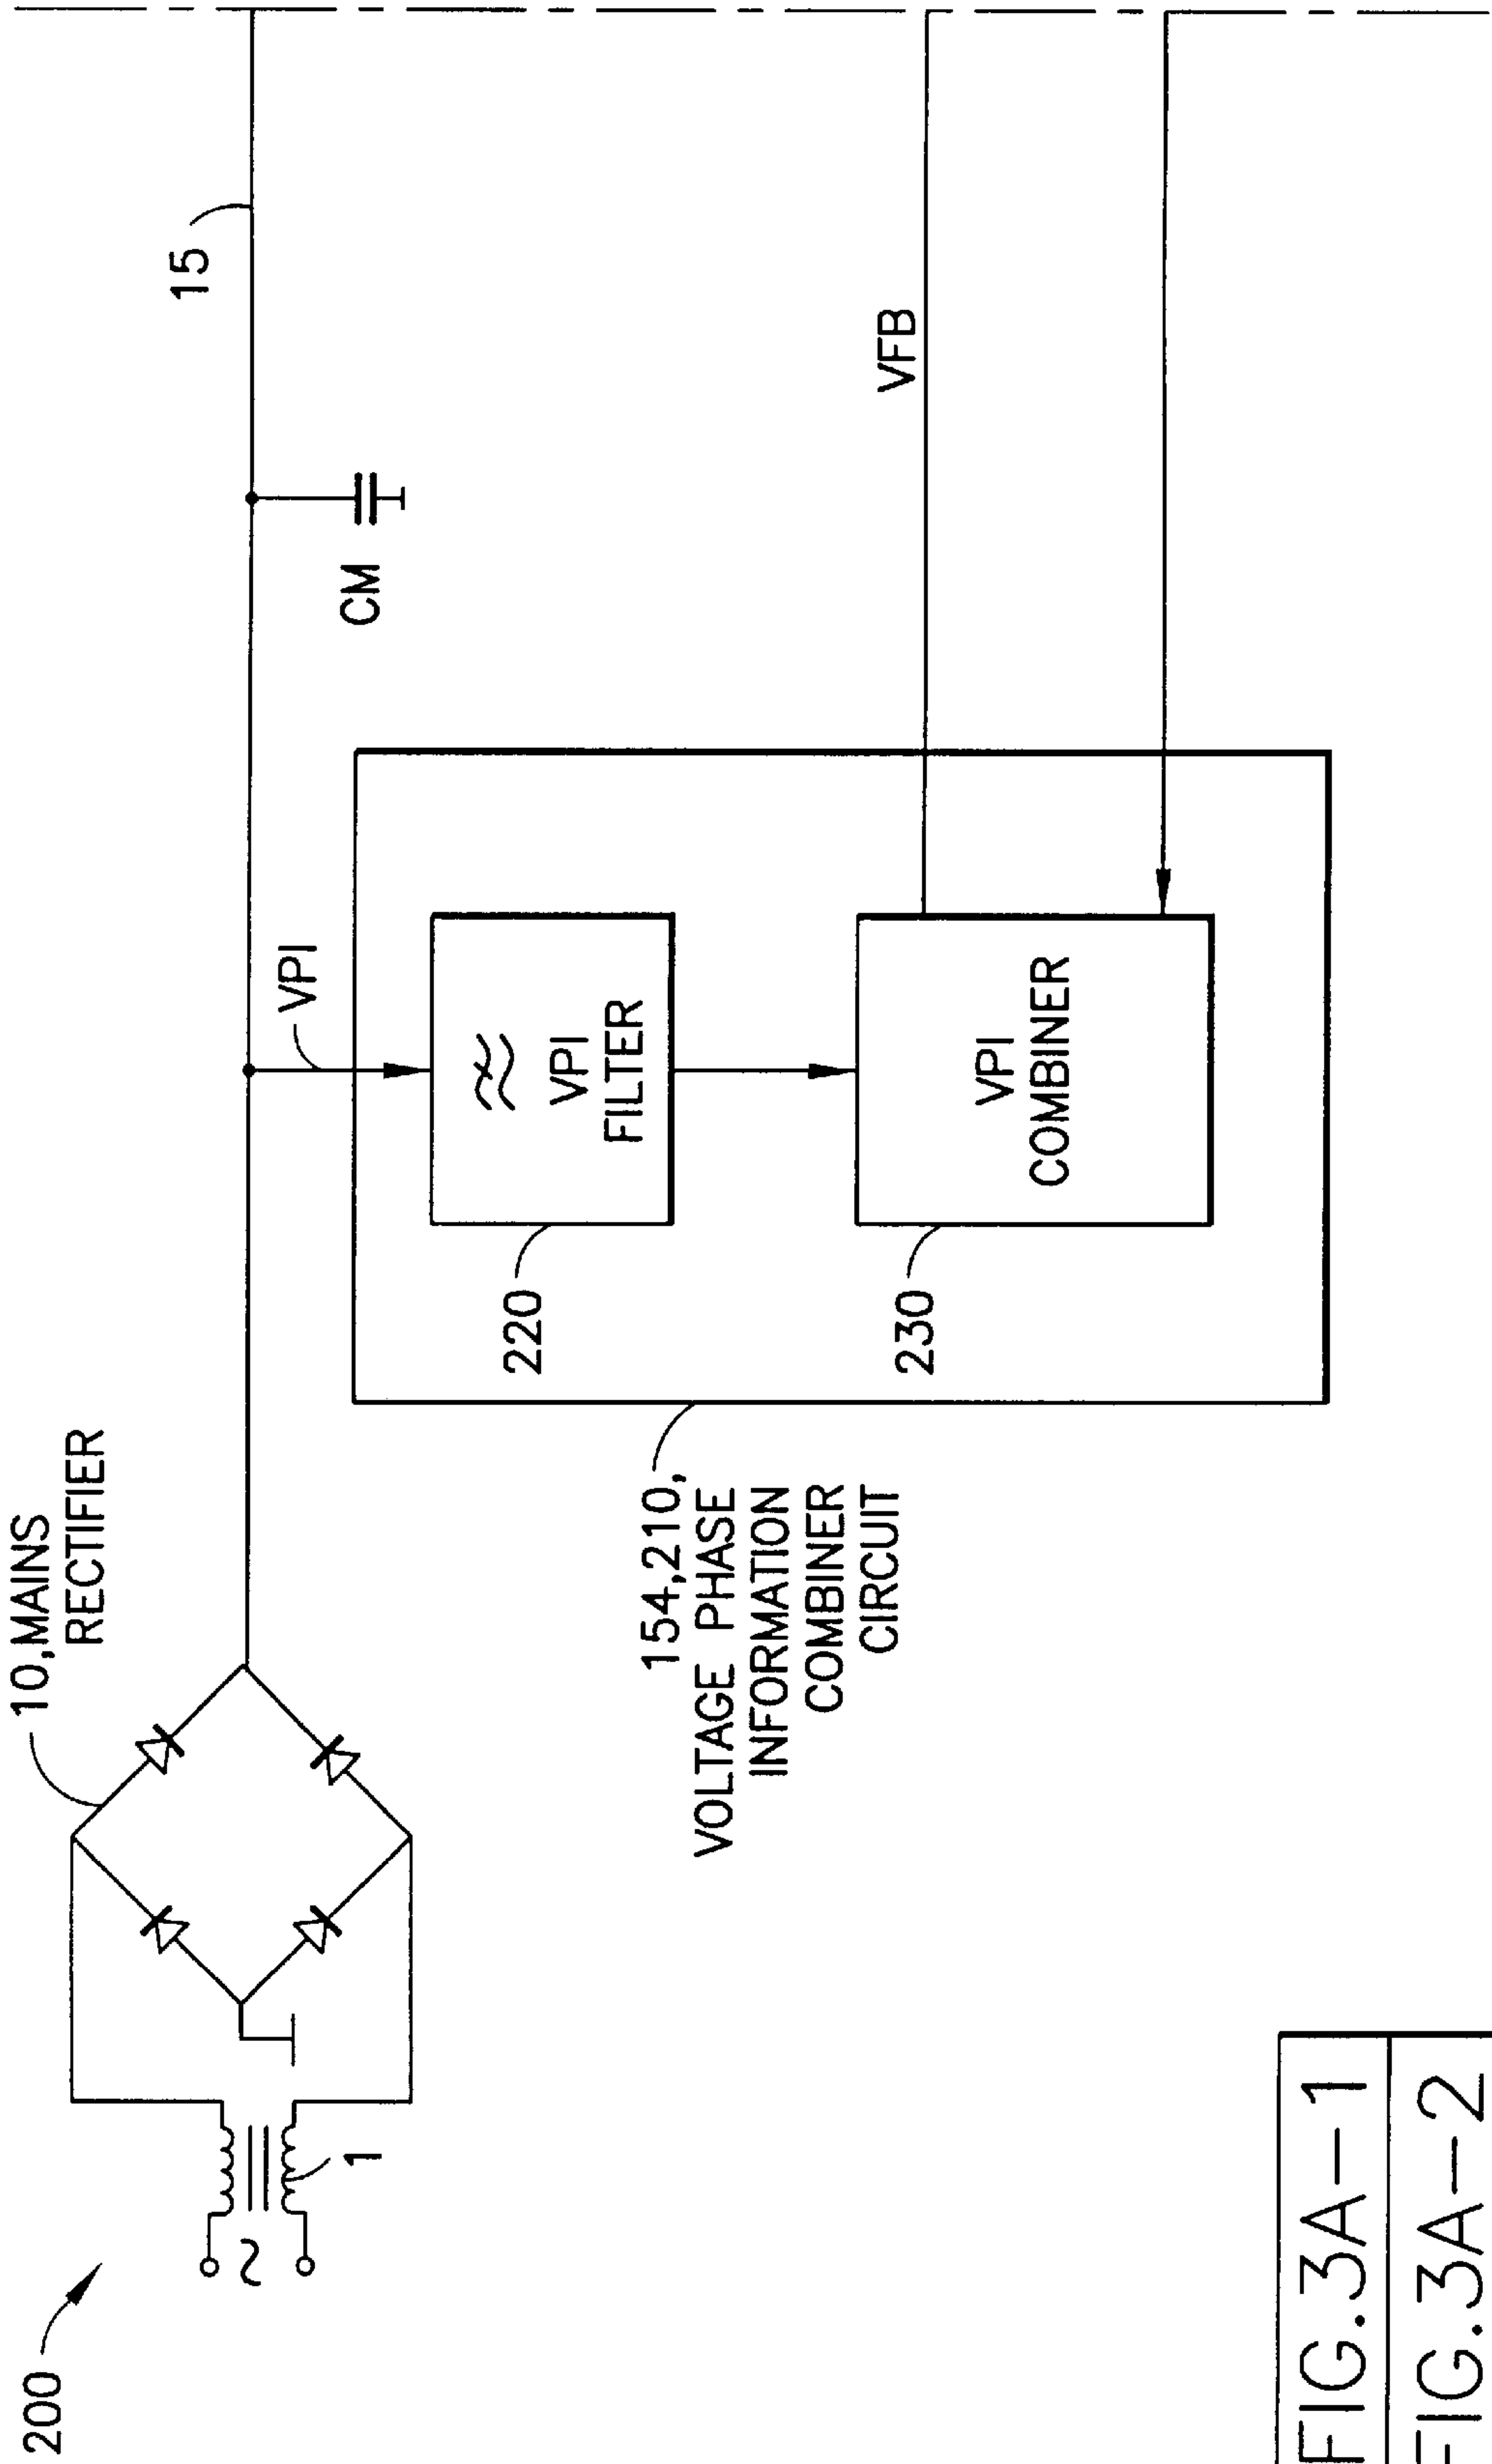 200
10,MAINS
RECTIFIER
1
15
CM
VPI
VPI
FILTER
220
VPI
COMBINER
230
VFB
154,210,
VOLTAGE PHASE
INFORMATION
COMBINER
CIRCUIT
FIG.3A-1
FIG.3A-2